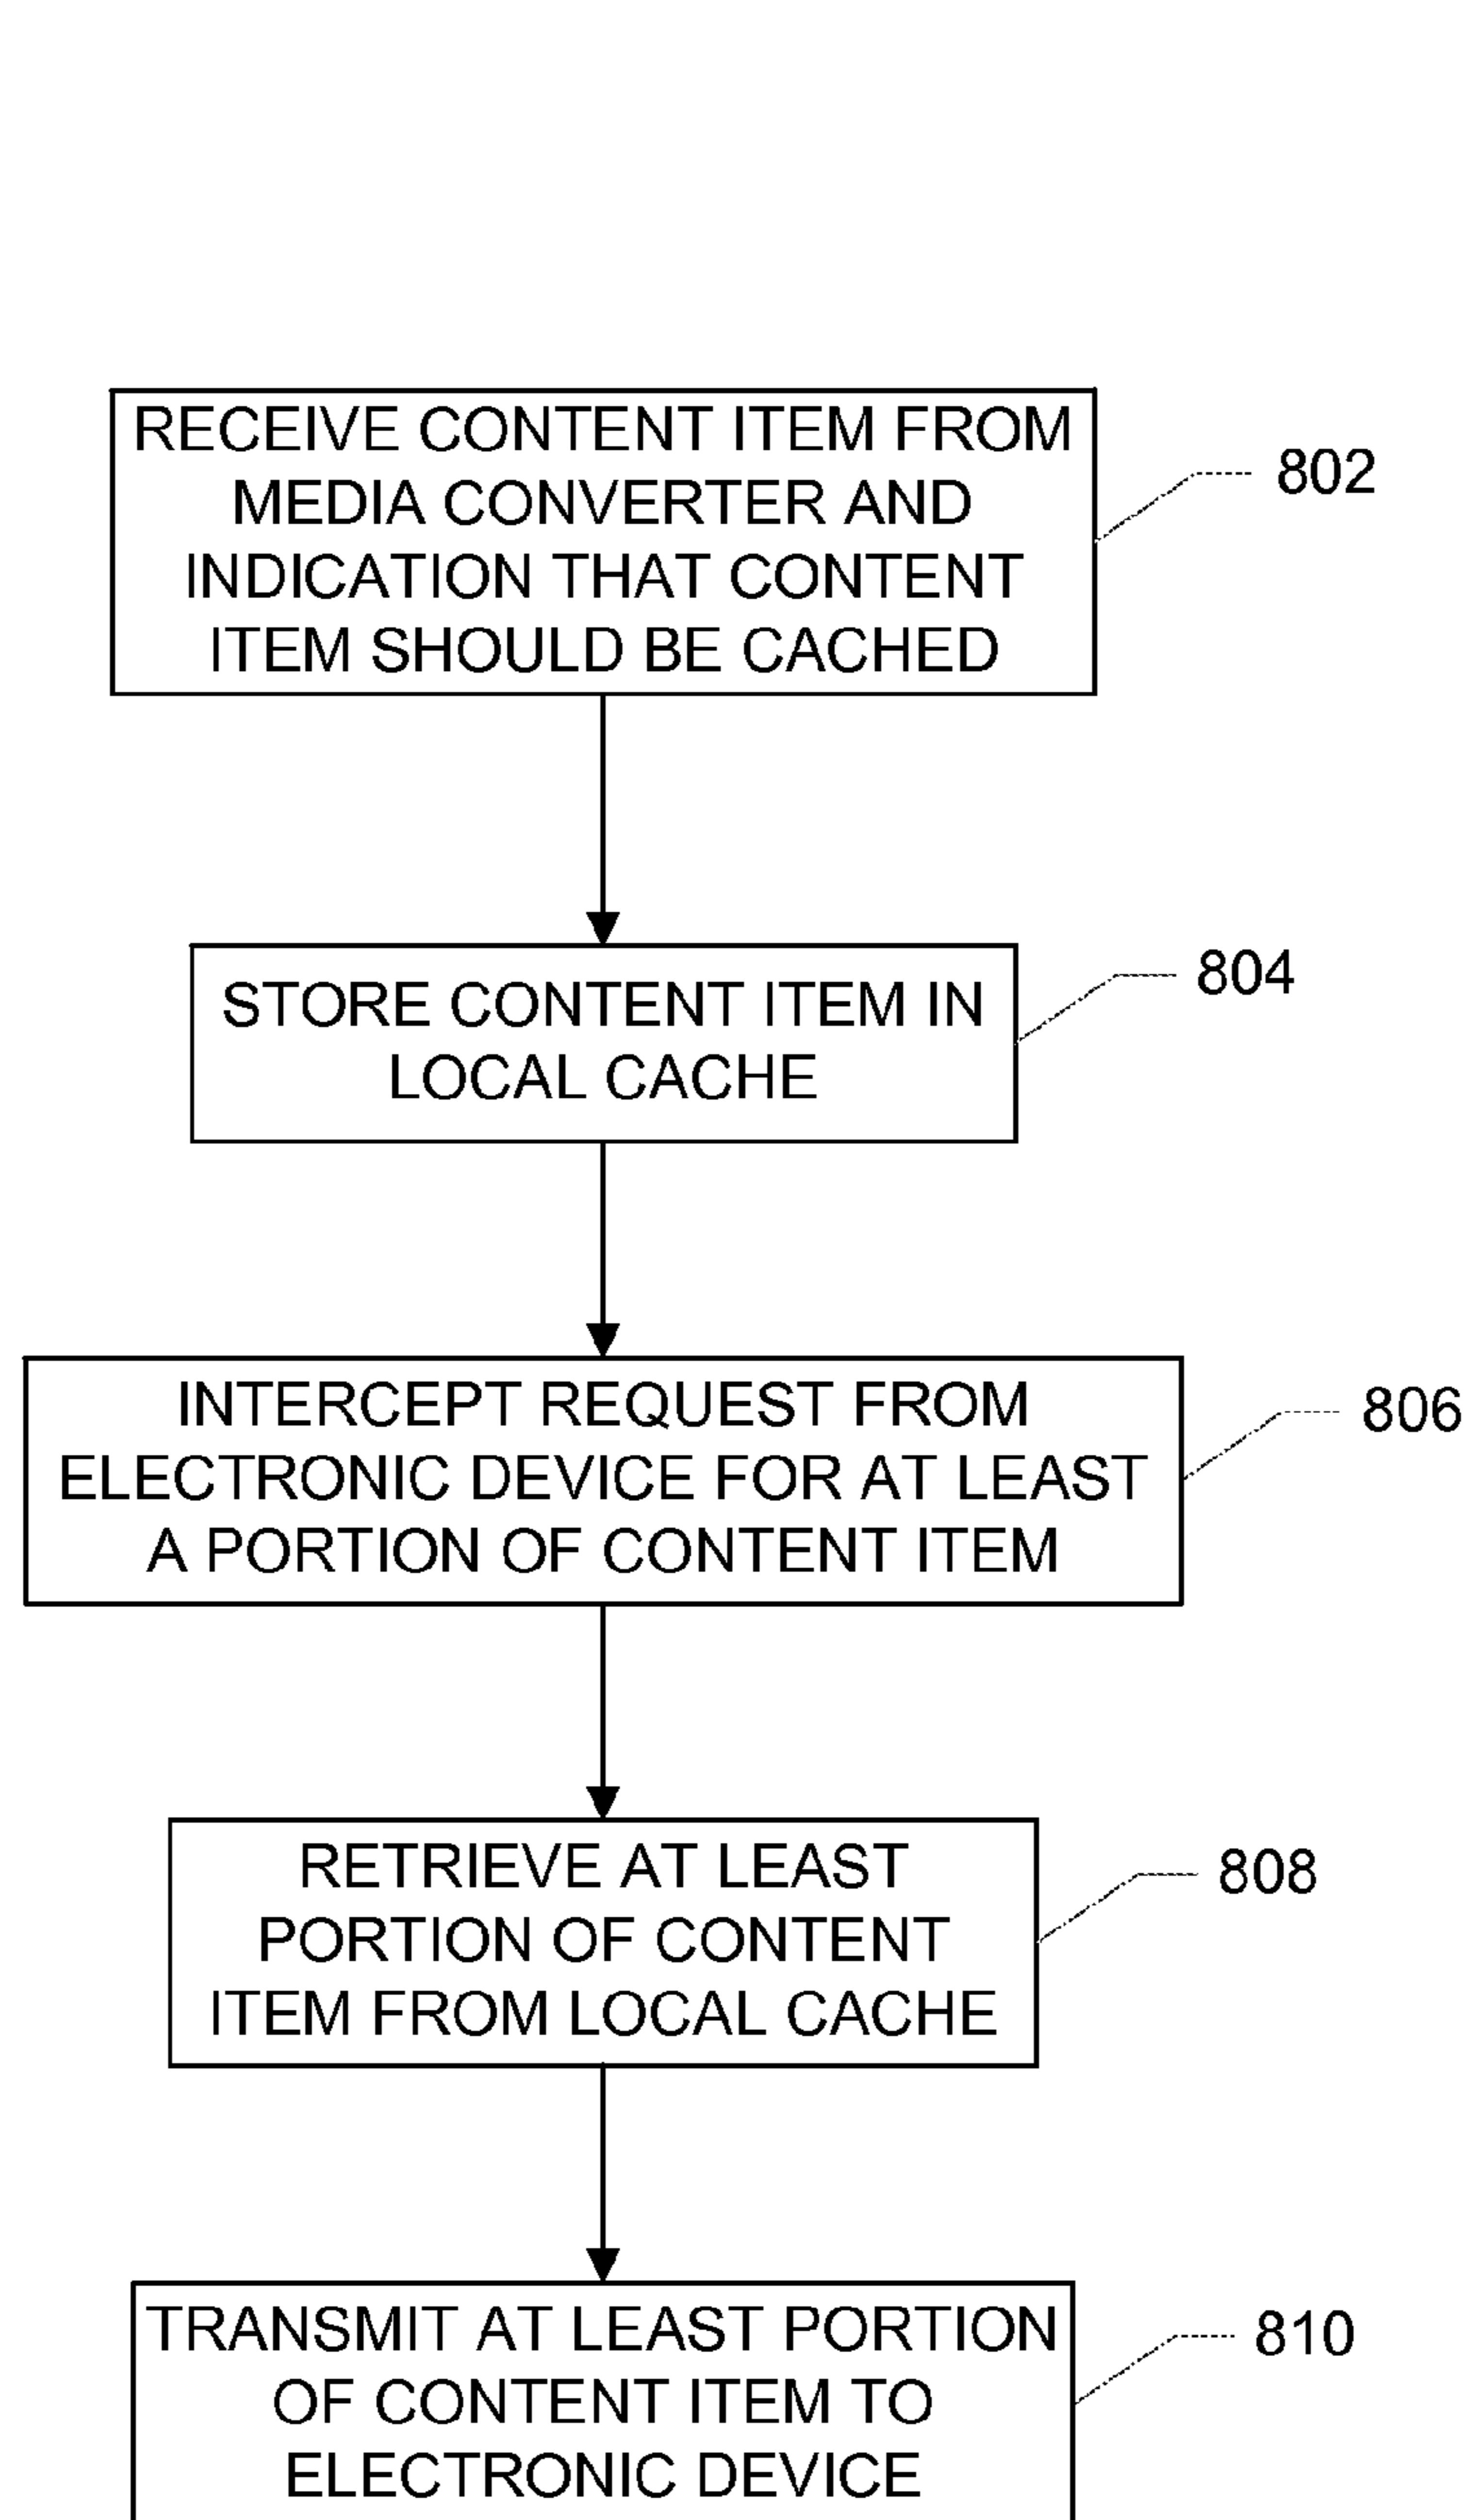 RECEIVE CONTENT ITEM FROM
MEDIA CONVERTER AND
INDICATION THAT CONTENT
ITEM SHOULD BE CACHED
802
STORE CONTENT ITEM IN
LOCAL CACHE
804
INTERCEPT REQUEST FROM
ELECTRONIC DEVICE FOR AT LEAST
A PORTION OF CONTENT ITEM
806
RETRIEVE AT LEAST
PORTION OF CONTENT
ITEM FROM LOCAL CACHE
808
TRANSMIT AT LEAST PORTION
OF CONTENT ITEM TO
ELECTRONIC DEVICE
810